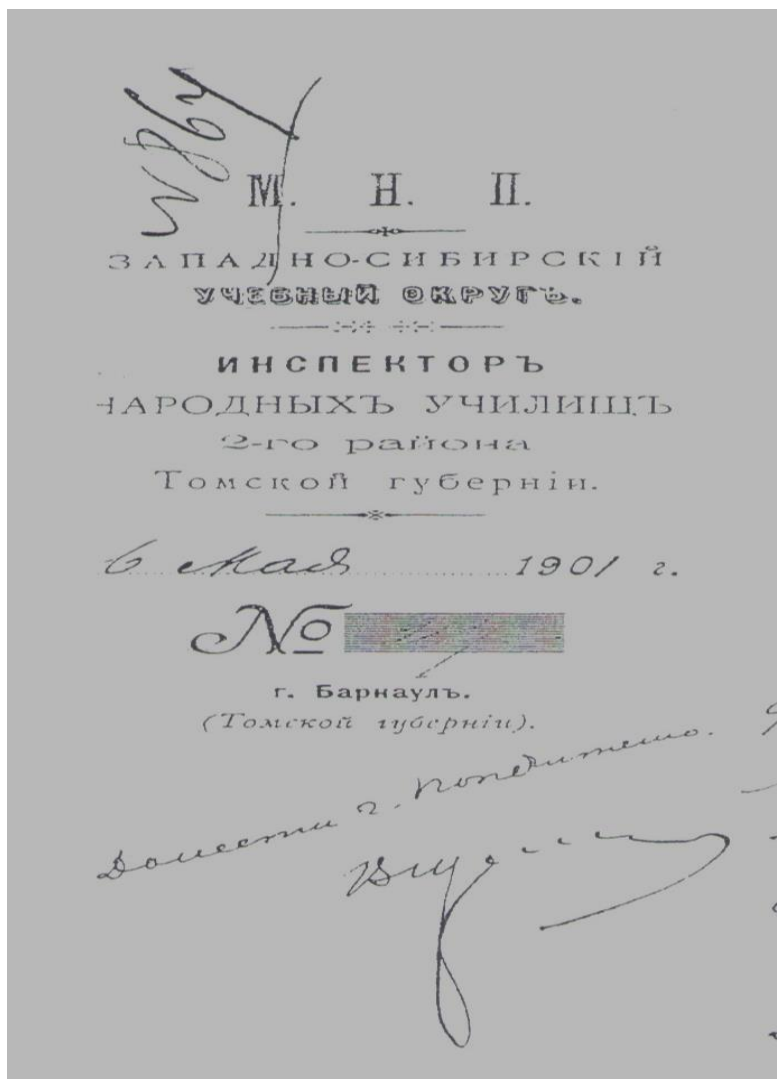 М. Н. П.
ЗАПАДНО-СИБИРСКІЙ
УЧЕБНЫЙ ОКРУГЪ.
ИНСПЕКТОРЪ
НАРОДНЫХЪ УЧИЛИЩЪ
2-го района
Томской губерніи.
6 Мая 1901 г.
№
г. Барнаулъ.
(Томской губерніи).
г. Попечителю.